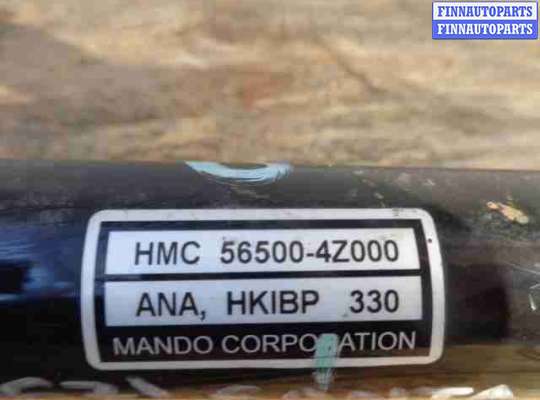 FINNAUTOPARTS
FINNAUTOPARTS
HMC 56500-4Z000
ANA, HKIBP 330
MANDO CORPORATION